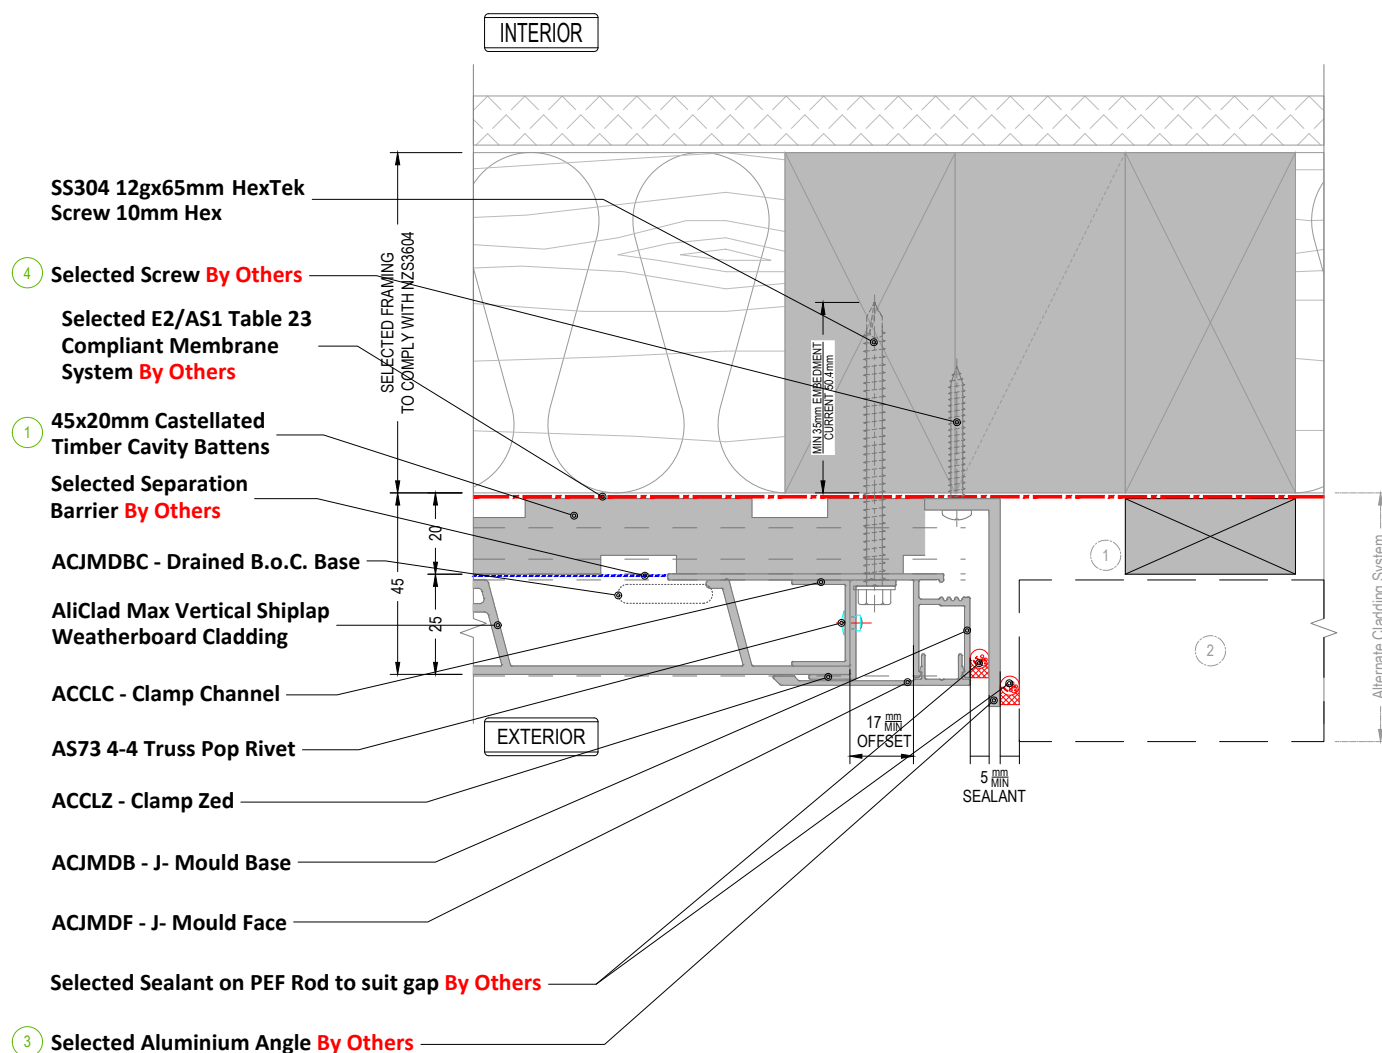 INTERIOR
SS304 12gx65mm HexTek
Screw 10mm Hex
4 Selected Screw By Others
Selected E2/AS1 Table 23
Compliant Membrane
System By Others
1 45x20mm Castellated
Timber Cavity Battens
Selected Separation
Barrier By Others
ACJMDBC - Drained B.o.C. Base
AliClad Max Vertical Shiplap
Weatherboard Cladding
ACCLC - Clamp Channel
AS73 4-4 Truss Pop Rivet
ACCLZ - Clamp Zed
ACJMDB - J- Mould Base
ACJMDF - J- Mould Face
Selected Sealant on PEF Rod to suit gap By Others
3 Selected Aluminium Angle By Others
SELECTED FRAMING
TO COMPLY WITH NZS3604
45
20
25
MIN 35mm EMBEDMENT
CURRENT 50.4mm
EXTERIOR
17 mm MIN
OFFSET
5 mm MIN
SEALANT
1
2
Alternate Cladding System